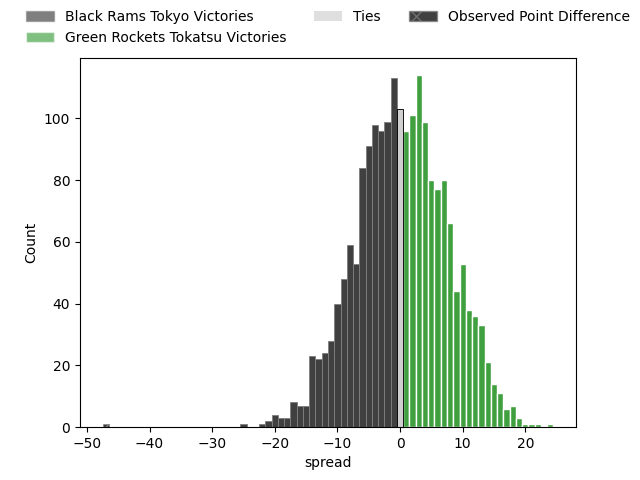 Black Rams Tokyo Victories
Ties
Observed Point Difference
Green Rockets Tokatsu Victories
Count
100
80
60
40
20
0
−50
−40
−30
−20
−10
0
10
20
spread